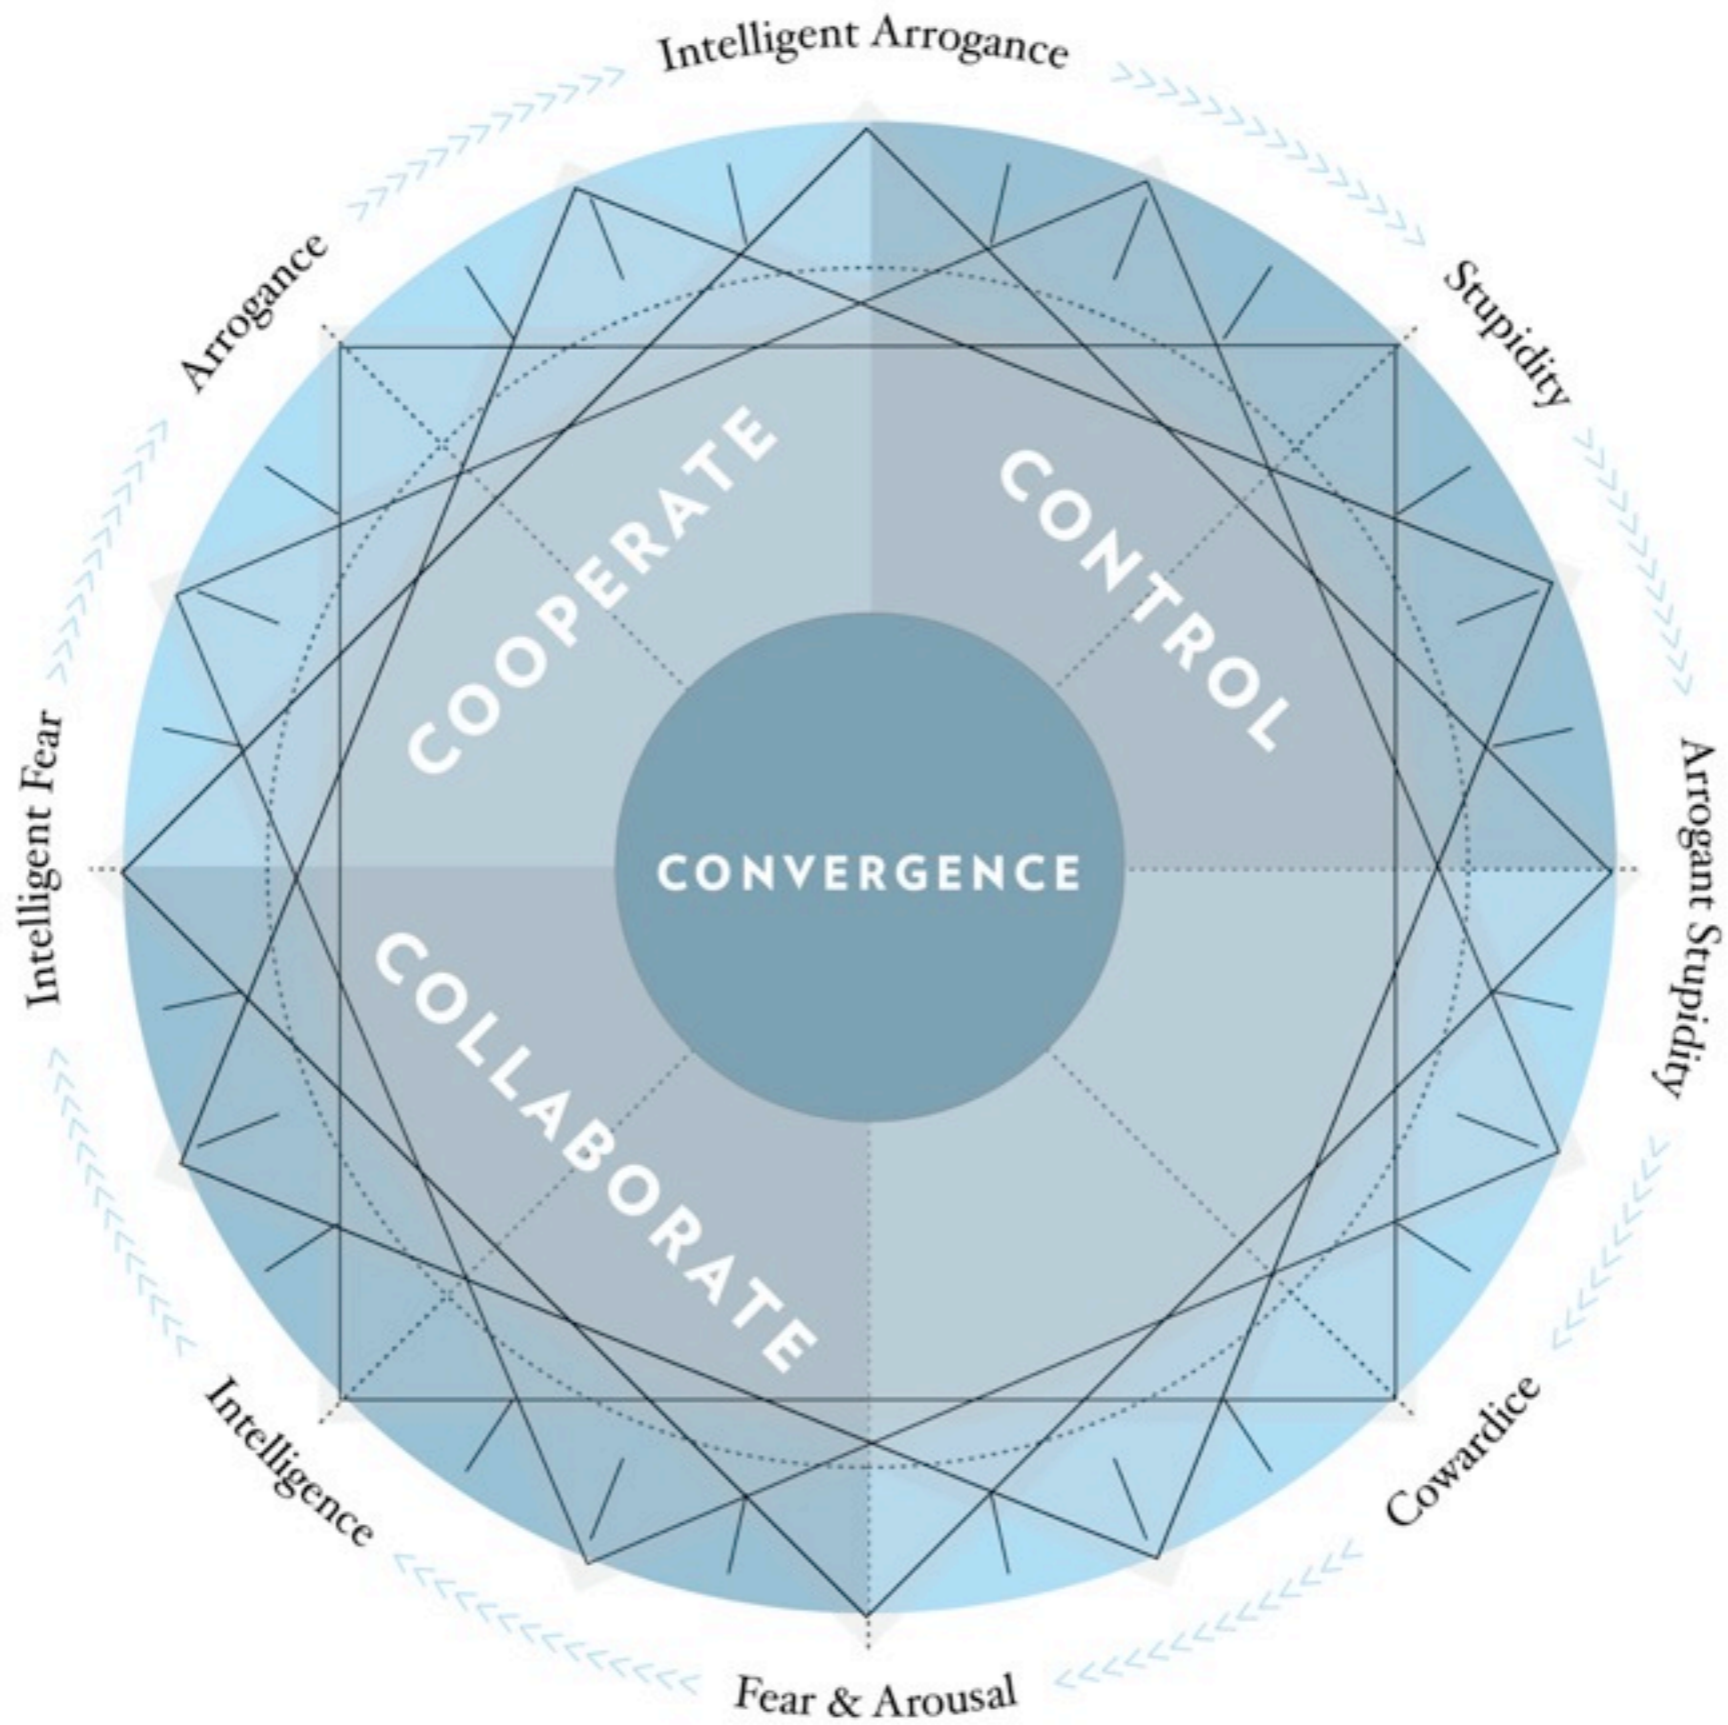 Intelligent Arrogance
Stupidity
Arrogant Stupidity
Cowardice
Fear & Arousal
Intelligence
Intelligent Fear
Arrogance
COOPERATE
CONTROL
CONVERGENCE
COLLABORATE